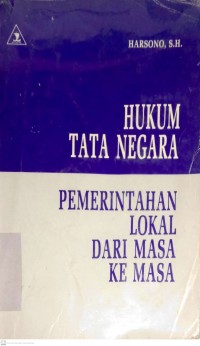 HARSONO, S.H.
HUKUM
TATA NEGARA
PEMERINTAHAN
LOKAL
DARI MASA
KE MASA